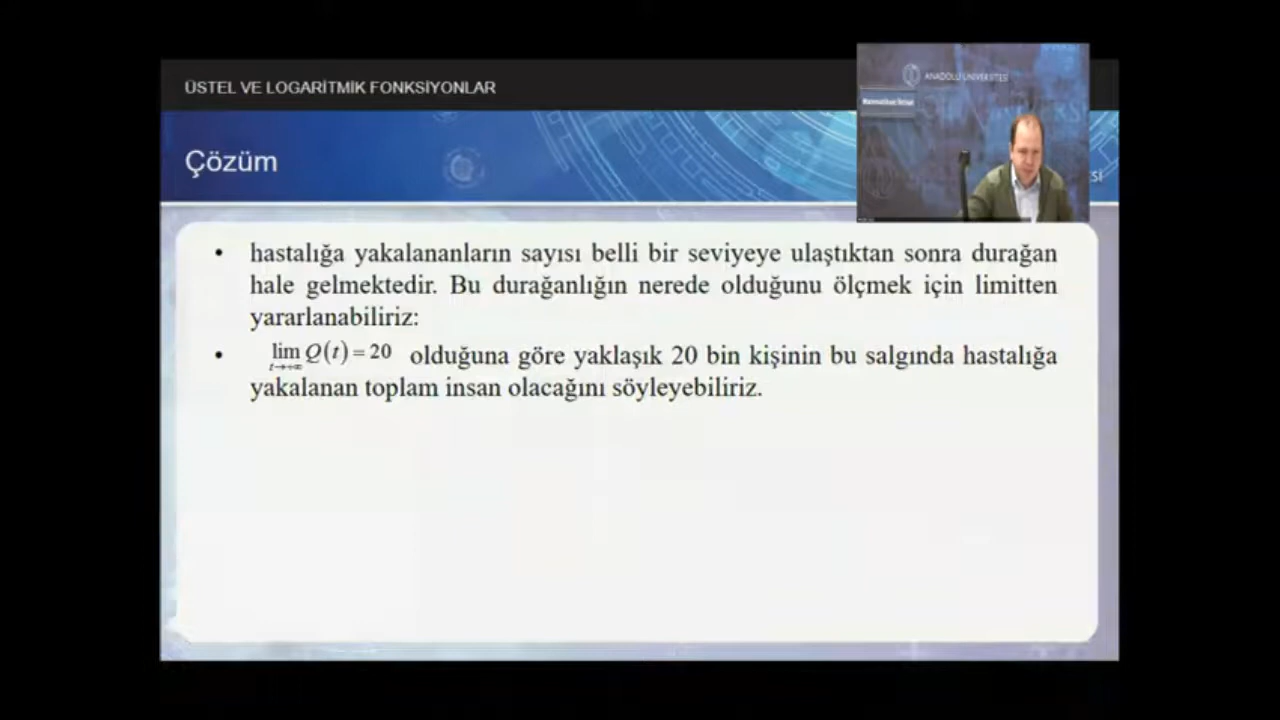 ÜSTEL VE LOGARİTMİK FONKSİYONLAR
ANADOLU ÜNİVERSİTESİ
Çözüm
• hastalığa yakalananların sayısı belli bir seviyeye ulaştıktan sonra durağan
hale gelmektedir. Bu durağanlığın nerede olduğunu ölçmek için limitten
yararlanabiliriz:
• lim t→+∞ Q(t) = 20 olduğuna göre yaklaşık 20 bin kişinin bu salgında hastalığa
yakalanan toplam insan olacağını söyleyebiliriz.